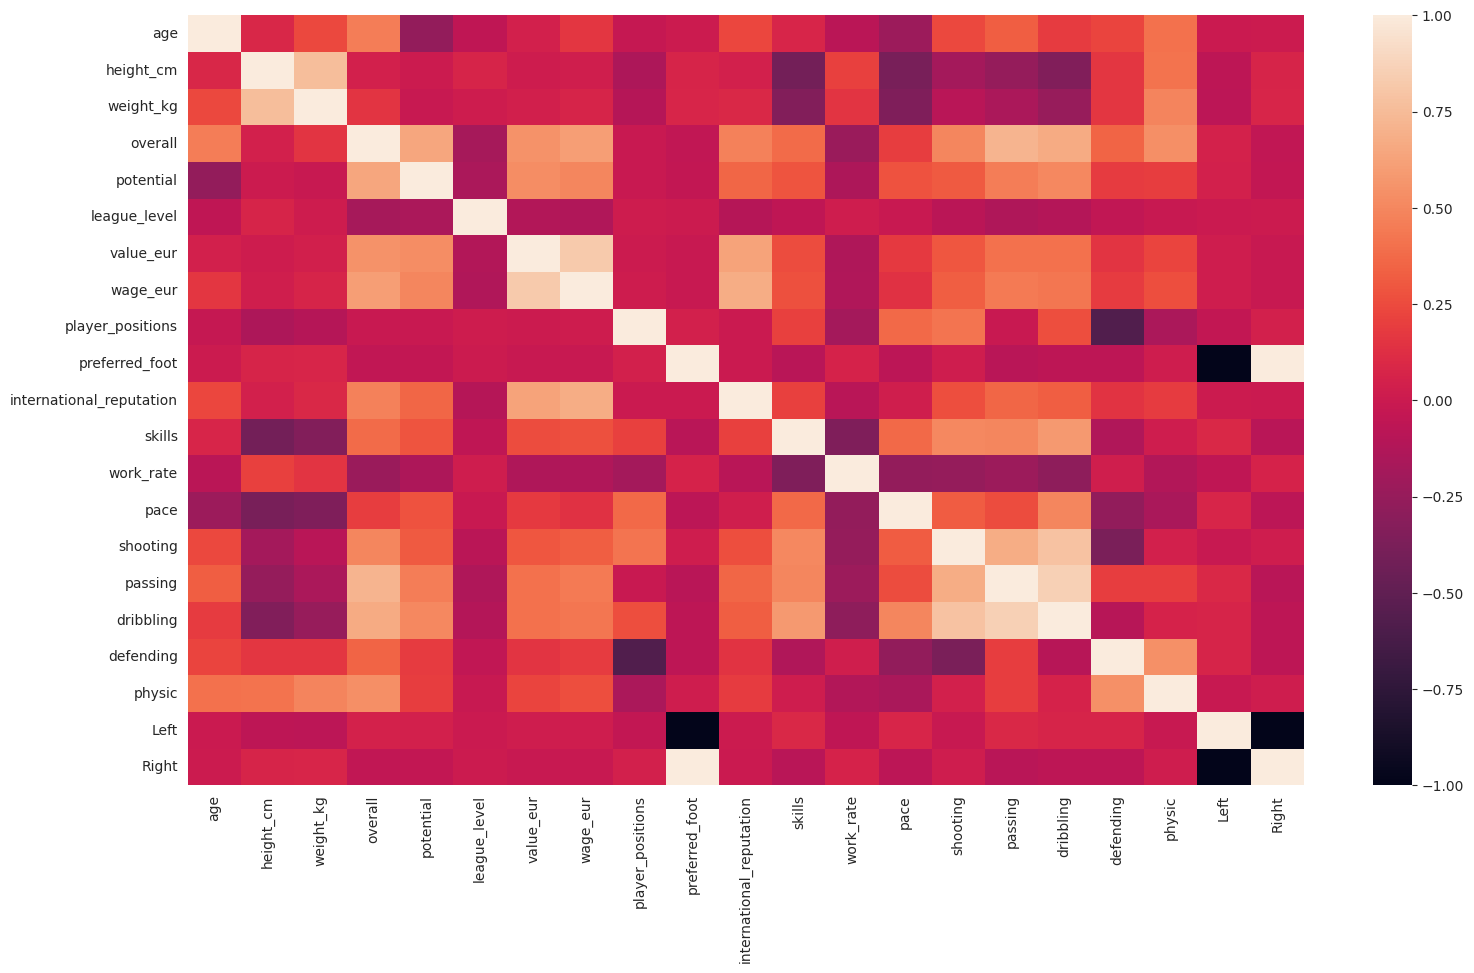 age
height_cm
weight_kg
overall
potential
league_level
value_eur
wage_eur
player_positions
preferred_foot
international_reputation
skills
work_rate
pace
shooting
passing
dribbling
defending
physic
Left
Right
age
height_cm
weight_kg
overall
potential
league_level
value_eur
wage_eur
player_positions
preferred_foot
international_reputation
skills
work_rate
pace
shooting
passing
dribbling
defending
physic
Left
Right
1.00
0.75
0.50
0.25
0.00
−0.25
−0.50
−0.75
−1.00